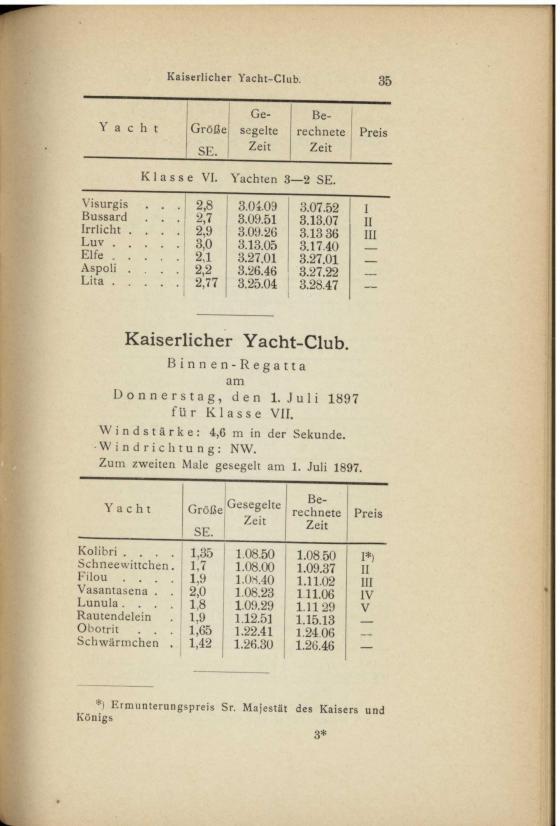 Kaiserlicher Yacht-Club. 35
Yacht Größe SE. Ge-segelte Zeit Be-rechnete Zeit Preis
Klasse VI. Yachten 3—2 SE.
Visurgis . . . 2,8 3.04.09 3.07.52 I
Bussard . . . 2,7 3.09.51 3.13.07 II
Irrlicht . . . . 2,9 3.09.26 3.13 36 III
Luv . . . . . 3,0 3.13.05 3.17.40 —
Elfe . . . . . 2,1 3.27.01 3.27.01 —
Aspoli . . . . 2,2 3.26.46 3.27.22 —
Lita . . . . . 2,77 3.25.04 3.28.47 —
Kaiserlicher Yacht-Club.
Binnen-Regatta
am
Donnerstag, den 1. Juli 1897
für Klasse VII.
Windstärke: 4,6 m in der Sekunde.
Windrichtung: NW.
Zum zweiten Male gesegelt am 1. Juli 1897.
Yacht Größe SE. Gesegelte Zeit Be-rechnete Zeit Preis
Kolibri . . . . 1,35 1.08.50 1.08.50 I*)
Schneewittchen . 1,7 1.08.00 1.09.37 II
Filou . . . . 1,9 1.08.40 1.11.02 III
Vasantasena . . 2,0 1.08.23 1.11.06 IV
Lunula . . . . 1,8 1.09.29 1.11 29 V
Rautendelein . 1,9 1.12.51 1.15.13 —
Obotrit . . . 1,65 1.22.41 1.24.06 —
Schwärmchen . 1,42 1.26.30 1.26.46 —
*) Ermunterungspreis Sr. Majestät des Kaisers und
Königs
3*